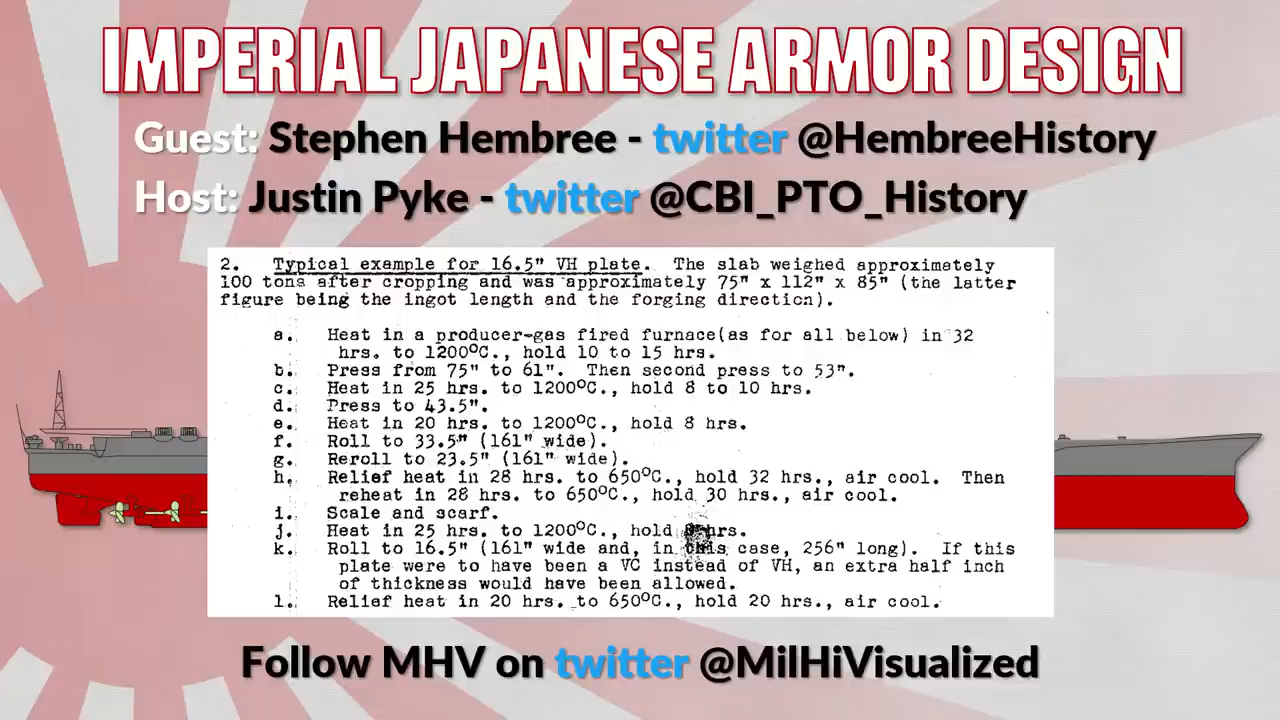 IMPERIAL JAPANESE ARMOR DESIGN
Guest: Stephen Hembree - twitter @HembreeHistory
Host: Justin Pyke - twitter @CBI_PTO_History
2. Typical example for 16.5" VH plate. The slab weighed approximately
100 tons after cropping and was approximately 75" x 112" x 85" (the latter
figure being the ingot length and the forging direction).
a. Heat in a producer-gas fired furnace(as for all below) in 32
hrs. to 1200°C., hold 10 to 15 hrs.
b. Press from 75" to 61". Then second press to 53".
c. Heat in 25 hrs. to 1200°C., hold 8 to 10 hrs.
d. Press to 43.5".
e. Heat in 20 hrs. to 1200°C., hold 8 hrs.
f. Roll to 33.5" (161" wide).
g. Reroll to 23.5" (161" wide).
h. Relief heat in 28 hrs. to 650°C., hold 32 hrs., air cool. Then
reheat in 28 hrs. to 650°C., hold 30 hrs., air cool.
i. Scale and scarf.
j. Heat in 25 hrs. to 1200°C., hold hrs.
k. Roll to 16.5" (161" wide and, in this case, 256" long). If this
plate were to have been a VC instead of VH, an extra half inch
of thickness would have been allowed.
l. Relief heat in 20 hrs. to 650°C., hold 20 hrs., air cool.
Follow MHV on twitter @MilHiVisualized